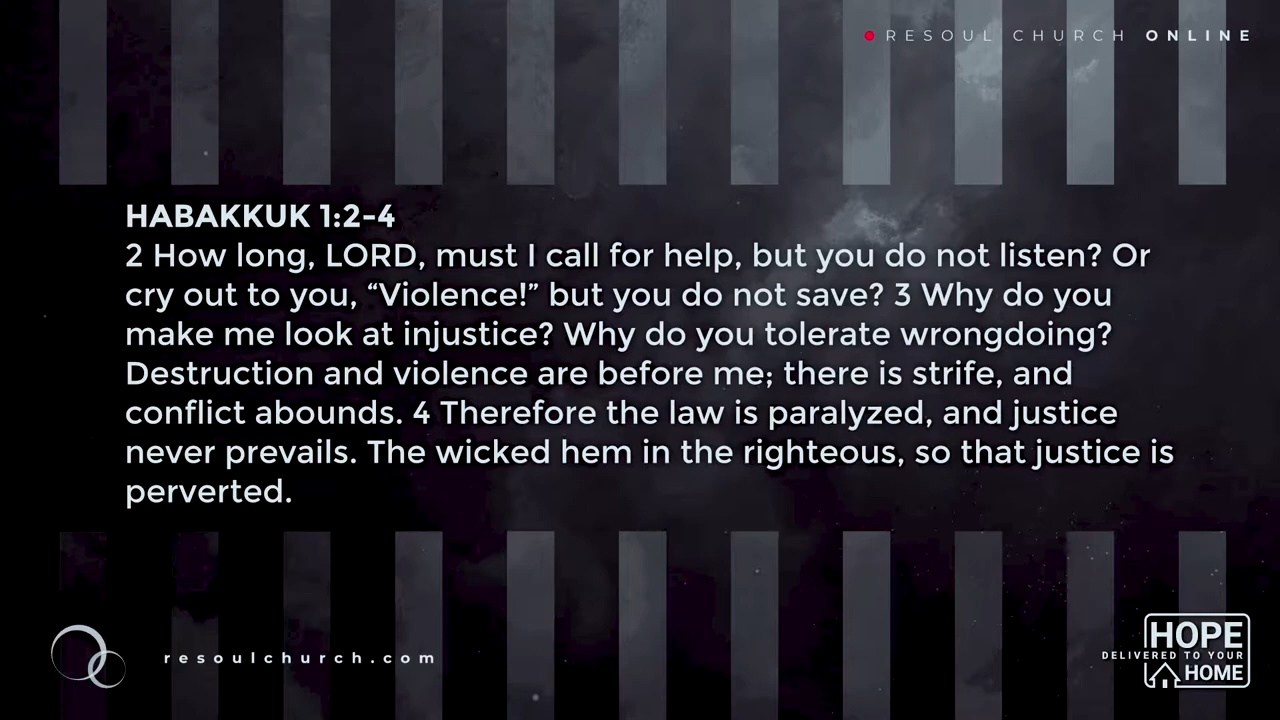 RESOUL CHURCH ONLINE
HABAKKUK 1:2-4
2 How long, LORD, must I call for help, but you do not listen? Or
cry out to you, “Violence!” but you do not save? 3 Why do you
make me look at injustice? Why do you tolerate wrongdoing?
Destruction and violence are before me; there is strife, and
conflict abounds. 4 Therefore the law is paralyzed, and justice
never prevails. The wicked hem in the righteous, so that justice is
perverted.
resoulchurch.com
HOPE
DELIVERED TO YOUR
HOME